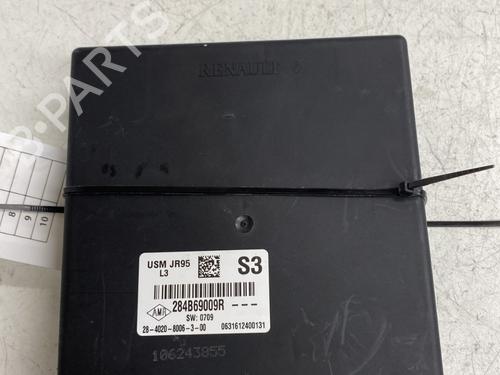 RENAULT
B-PARTS
8
9
10
USM JR95
L3
S3
284B69009R - - -
SW: 0709
28-4020-8006-3-00 0631612400131
106243855